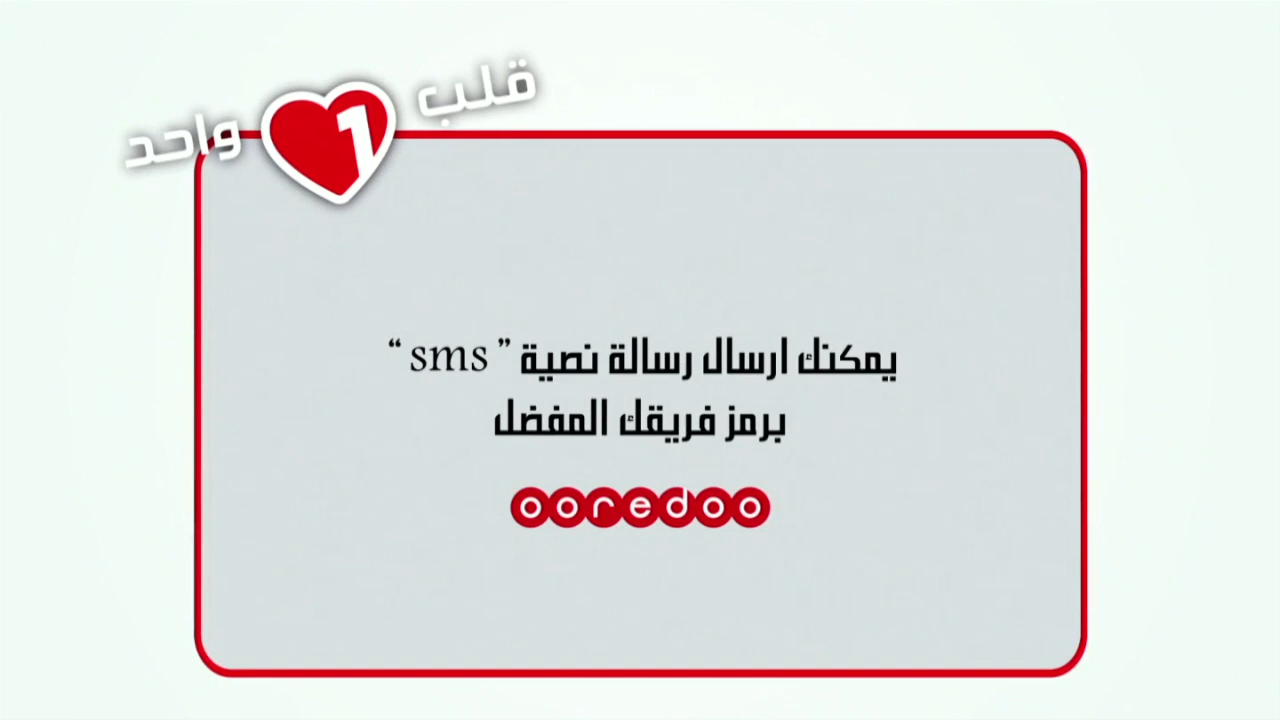 قلب 1 واحد
يمكنك ارسال رسالة نصية ” sms “
برمز فريقك المفضل
ooredoo